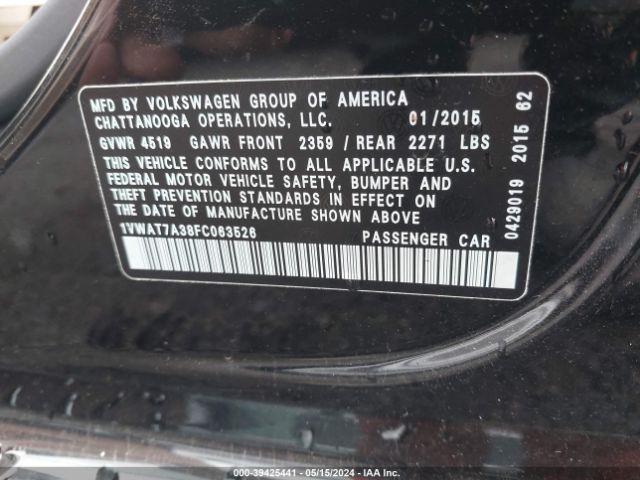 MFD BY VOLKSWAGEN GROUP OF AMERICA
CHATTANOOGA OPERATIONS, LLC. 01/2015
GVWR 4519 GAWR FRONT 2359 / REAR 2271 LBS
THIS VEHICLE CONFORMS TO ALL APPLICABLE U.S.
FEDERAL MOTOR VEHICLE SAFETY, BUMPER AND
THEFT PREVENTION STANDARDS IN EFFECT ON
THE DATE OF MANUFACTURE SHOWN ABOVE
1VWAT7A38FC063526 PASSENGER CAR
0429019 2015 62
000-39425441 - 05/15/2024 - IAA Inc.